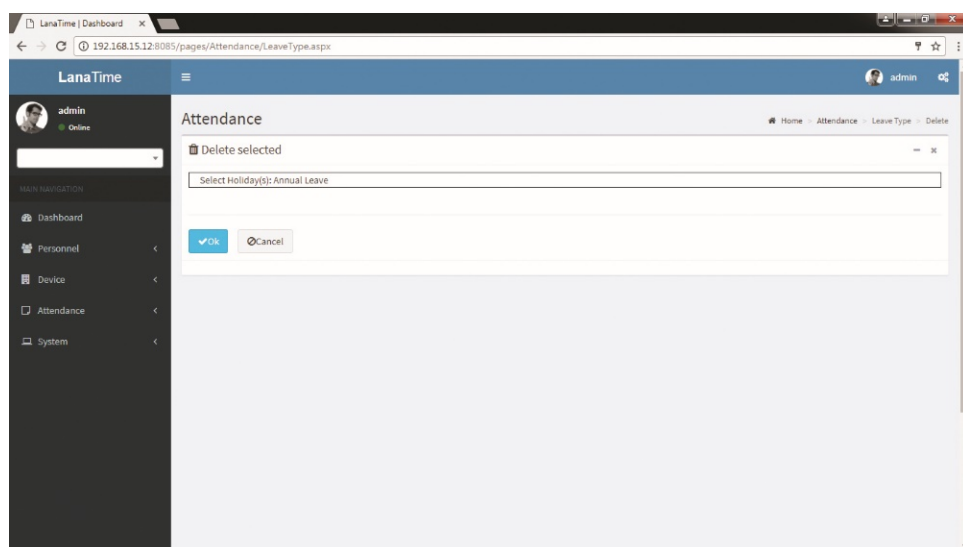 LanaTime | Dashboard
192.168.15.12:8085/pages/Attendance/LeaveType.aspx
LanaTime
admin
admin
Online
Attendance
Home > Attendance > Leave Type > Delete
Delete selected
Select Holiday(s): Annual Leave
MAIN NAVIGATION
Dashboard
Personnel
Ok
Cancel
Device
Attendance
System